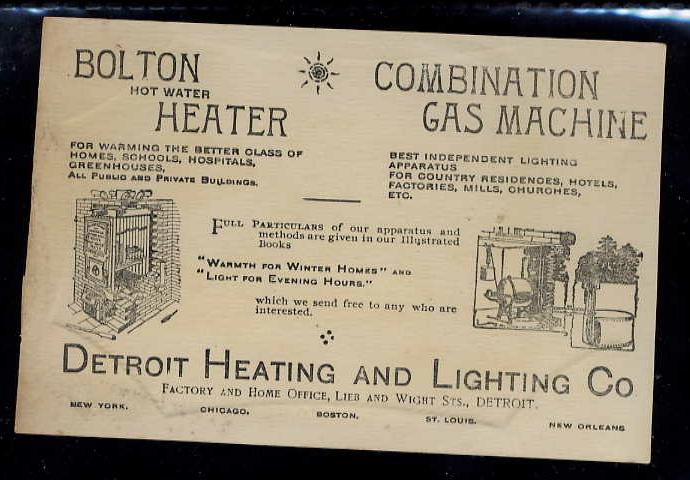 BOLTON
HOT WATER
HEATER
FOR WARMING THE BETTER CLASS OF
HOMES, SCHOOLS, HOSPITALS,
GREENHOUSES,
ALL PUBLIC AND PRIVATE BUILDINGS.
COMBINATION
GAS MACHINE
BEST INDEPENDENT LIGHTING
APPARATUS
FOR COUNTRY RESIDENCES, HOTELS,
FACTORIES, MILLS, CHURCHES,
ETC.
FULL PARTICULARS of our apparatus and
methods are given in our Illustrated
Books
"WARMTH FOR WINTER HOMES" AND
"LIGHT FOR EVENING HOURS."
which we send free to any who are
interested.
DETROIT HEATING AND LIGHTING CO
FACTORY AND HOME OFFICE, LIEB AND WIGHT STS., DETROIT.
NEW YORK. CHICAGO. BOSTON. ST. LOUIS. NEW ORLEANS